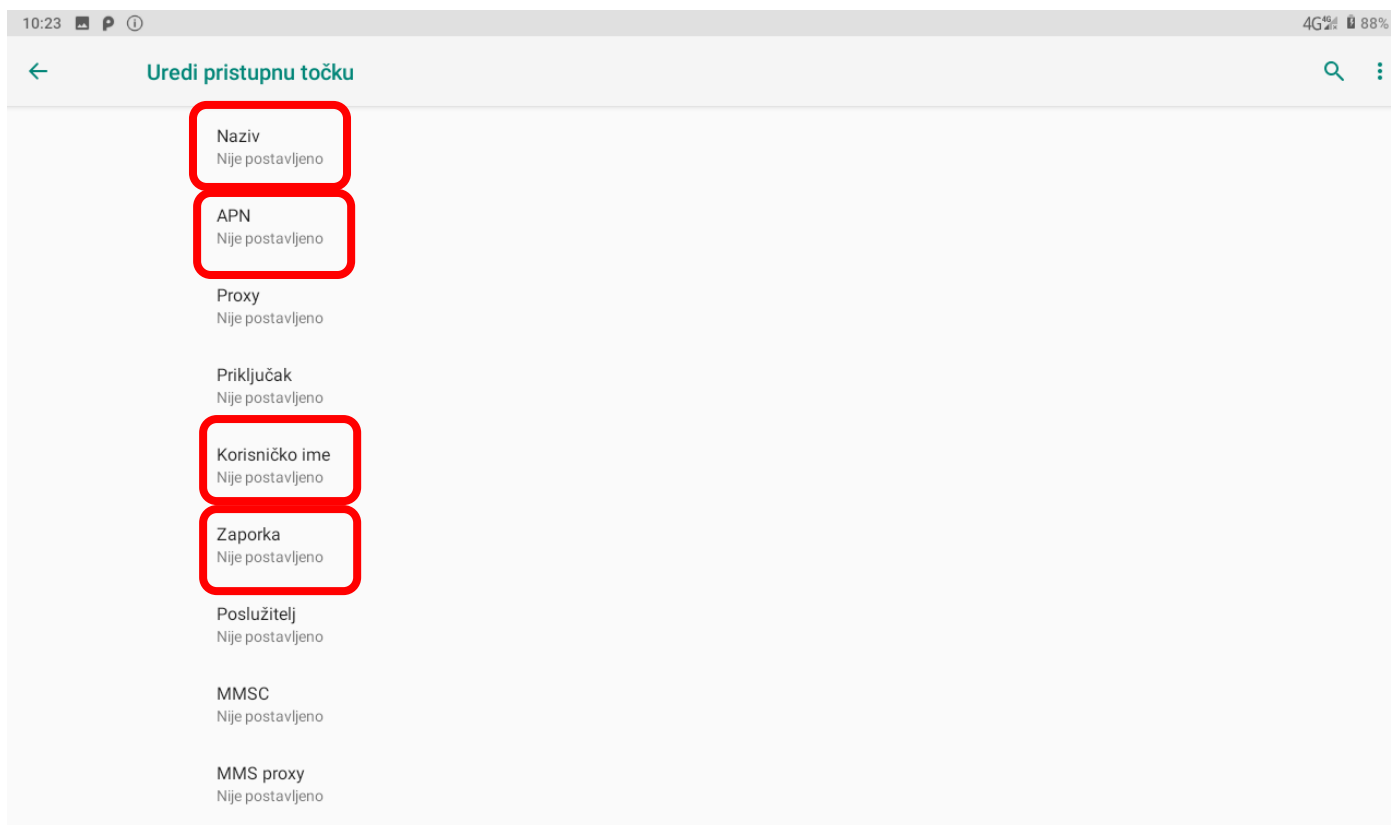 10:23 4G 4G 88%
Uredi pristupnu točku
Naziv
Nije postavljeno
APN
Nije postavljeno
Proxy
Nije postavljeno
Priključak
Nije postavljeno
Korisničko ime
Nije postavljeno
Zaporka
Nije postavljeno
Poslužitelj
Nije postavljeno
MMSC
Nije postavljeno
MMS proxy
Nije postavljeno